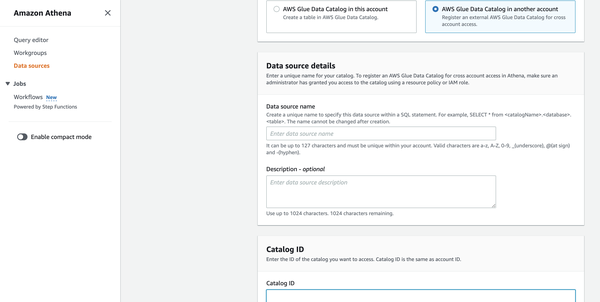 Amazon Athena
Query editor
Workgroups
Data sources
Jobs
Workflows New
Powered by Step Functions
Enable compact mode
AWS Glue Data Catalog in this account
Create a table in AWS Glue Data Catalog.
AWS Glue Data Catalog in another account
Register an external AWS Glue Data Catalog for cross
account access.
Data source details
Enter a unique name for your catalog. To register an AWS Glue Data Catalog for cross account access in Athena, make sure an
administrator has granted you access to the catalog using a resource policy or IAM role.
Data source name
Create a unique name to specify this data source within a SQL statement. For example, SELECT * from <catalogName>.<database>.
<table>. The name cannot be changed after creation.
Enter data source name
It can be up to 127 characters and must be unique within your account. Valid characters are a-z, A-Z, 0-9, _(underscore), @(at sign)
and -(hyphen).
Description - optional
Enter data source description
Use up to 1024 characters. 1024 characters remaining.
Catalog ID
Enter the ID of the catalog you want to access. Catalog ID is the same as account ID.
Catalog ID